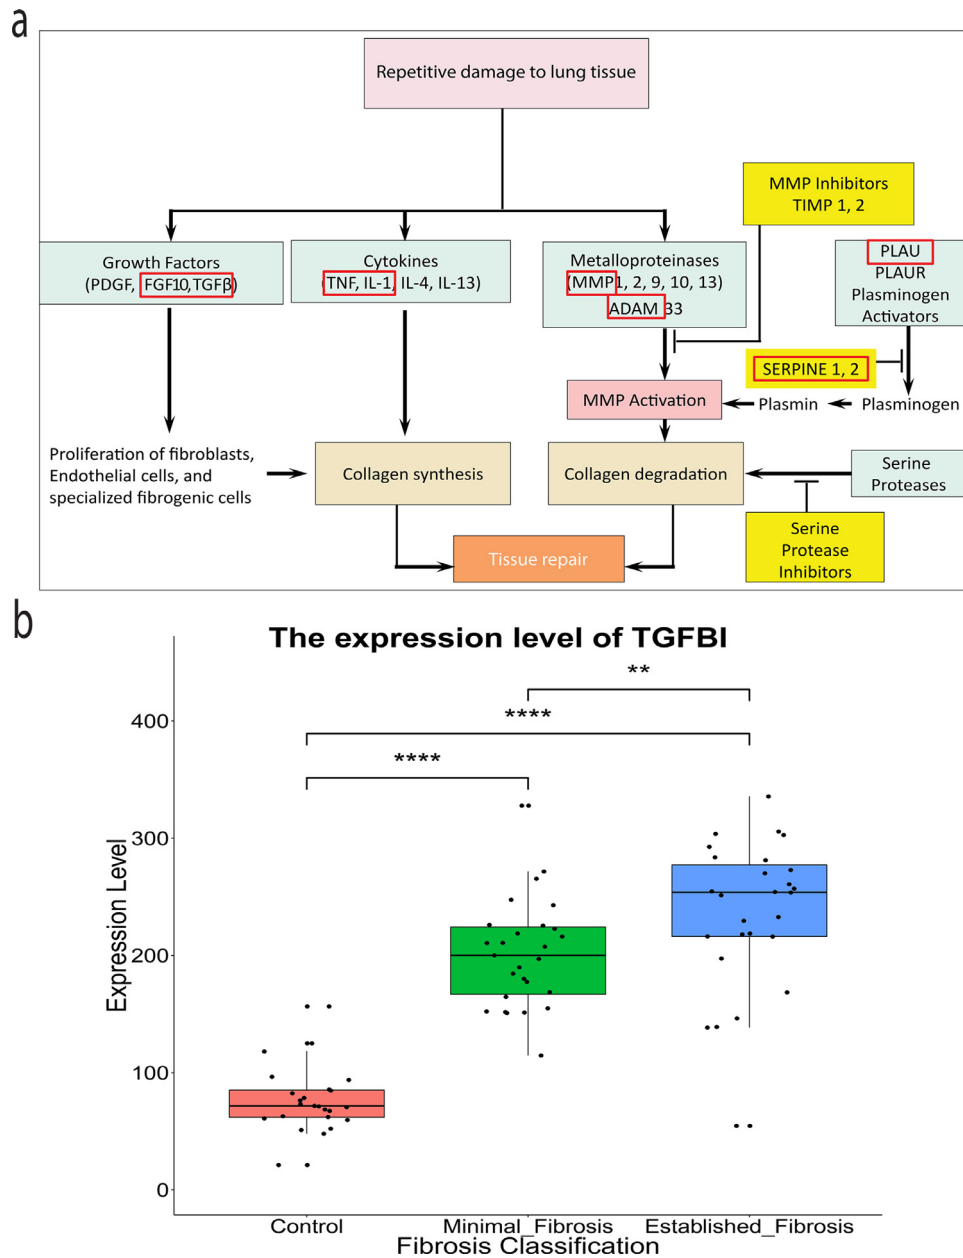 a
Repetitive damage to lung tissue
MMP Inhibitors
TIMP 1, 2
Growth Factors
(PDGF, FGF10,TGFβ)
Cytokines
(TNF, IL-1, IL-4, IL-13)
Metalloproteinases
(MMP1, 2, 9, 10, 13)
ADAM 33
PLAU
PLAUR
Plasminogen
Activators
SERPINE 1, 2
MMP Activation
Plasmin
Plasminogen
Proliferation of fibroblasts,
Endothelial cells, and
specialized fibrogenic cells
Collagen synthesis
Collagen degradation
Serine
Proteases
Tissue repair
Serine
Protease
Inhibitors
b
The expression level of TGFBI
**
****
****
Expression Level
400
300
200
100
0
Control
Minimal_Fibrosis
Established_Fibrosis
Fibrosis Classification